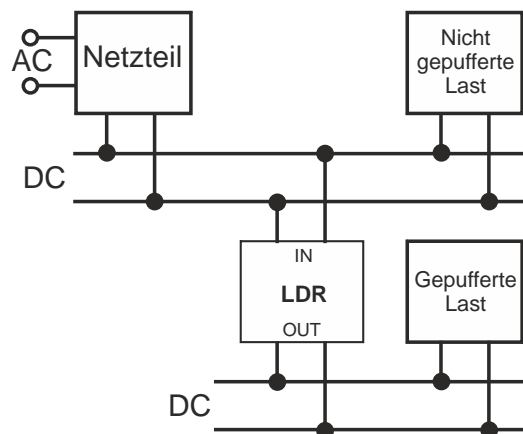 AC
Netzteil
Nicht
gepufferte
Last
DC
IN
LDR
OUT
Gepufferte
Last
DC